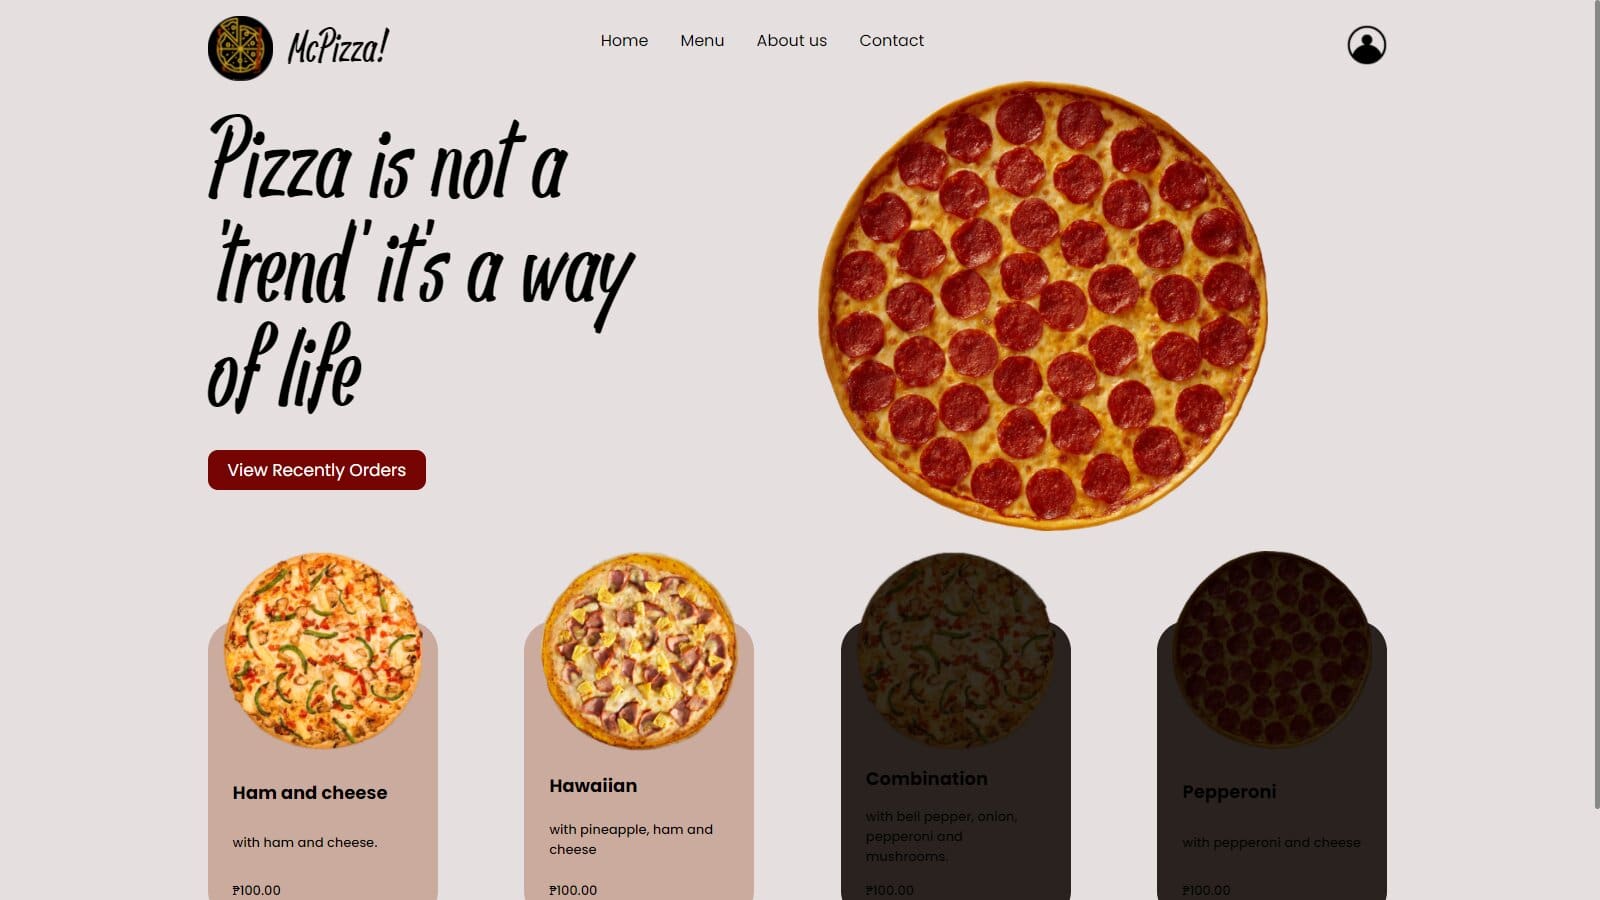 McPizza!
Home
Menu
About us
Contact
Pizza is not a
'trend' it's a way
of life
View Recently Orders
Ham and cheese
with ham and cheese.
₱100.00
Hawaiian
with pineapple, ham and
cheese
₱100.00
Combination
with bell pepper, onion,
pepperoni and
mushrooms.
₱100.00
Pepperoni
with pepperoni and cheese
₱100.00